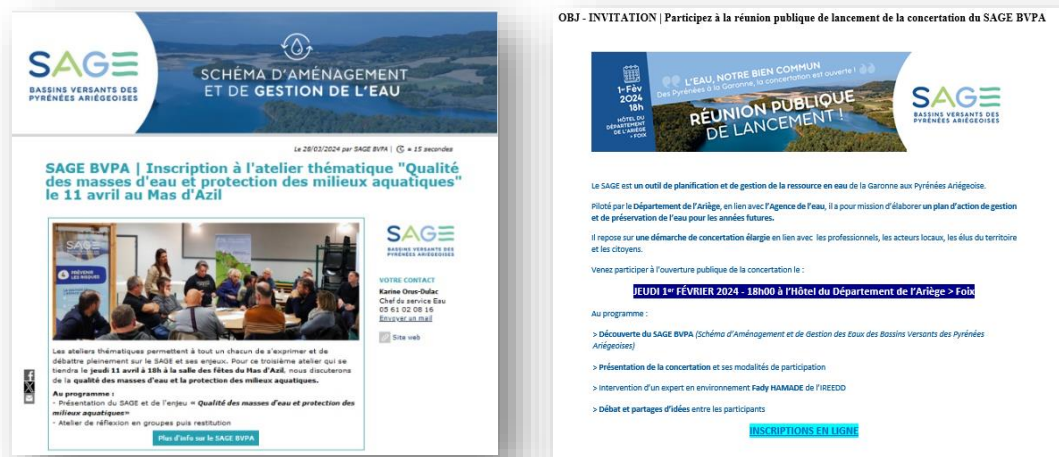 SAGE
BASSINS VERSANTS DES
PYRÉNÉES ARIÉGEOISES
SCHÉMA D'AMÉNAGEMENT
ET DE GESTION DE L'EAU
Le 28/03/2024 par SAGE BVPA | ± 15 secondes
SAGE BVPA | Inscription à l'atelier thématique "Qualité
des masses d'eau et protection des milieux aquatiques"
le 11 avril au Mas d'Azil
SAGE
BASSINS VERSANTS DES
PYRÉNÉES ARIÉGEOISES
VOTRE CONTACT
Karine Orus-Dulac
Chef du service Eau
05 61 02 08 16
Envoyer un mail
Site web
Les ateliers thématiques permettent à tout un chacun de s'exprimer et de
débattre pleinement sur le SAGE et ses enjeux. Pour ce troisième atelier qui se
tiendra le jeudi 11 avril à 18h à la salle des fêtes du Mas d'Azil, nous discuterons
de la qualité des masses d'eau et la protection des milieux aquatiques.
Au programme :
- Présentation du SAGE et de l'enjeu « Qualité des masses d'eau et protection des
milieux aquatiques»
- Atelier de réflexion en groupes puis restitution
Plus d'info sur le SAGE BVPA
OBJ - INVITATION | Participez à la réunion publique de lancement de la concertation du SAGE BVPA
1er Fév
2024
18h
HÔTEL DU
DÉPARTEMENT
DE L'ARIÈGE
- FOIX
L'EAU, NOTRE BIEN COMMUN
Des Pyrénées à la Garonne, la concertation est ouverte !
RÉUNION PUBLIQUE
DE LANCEMENT !
SAGE
BASSINS VERSANTS DES
PYRÉNÉES ARIÉGEOISES
Le SAGE est un outil de planification et de gestion de la ressource en eau de la Garonne aux Pyrénées Ariégeoise.
Piloté par le Département de l'Ariège, en lien avec l'Agence de l'eau, il a pour mission d'élaborer un plan d'action de gestion
et de préservation de l'eau pour les années futures.
Il repose sur une démarche de concertation élargie en lien avec les professionnels, les acteurs locaux, les élus du territoire
et les citoyens.
Venez participer à l'ouverture publique de la concertation le :
JEUDI 1er FÉVRIER 2024 - 18h00 à l'Hôtel du Département de l'Ariège > Foix
Au programme :
> Découverte du SAGE BVPA (Schéma d'Aménagement et de Gestion des Eaux des Bassins Versants des Pyrénées
Ariégeoises)
> Présentation de la concertation et ses modalités de participation
> Intervention d'un expert en environnement Fady HAMADE de l'IREEDD
> Débat et partages d'idées entre les participants
INSCRIPTIONS EN LIGNE